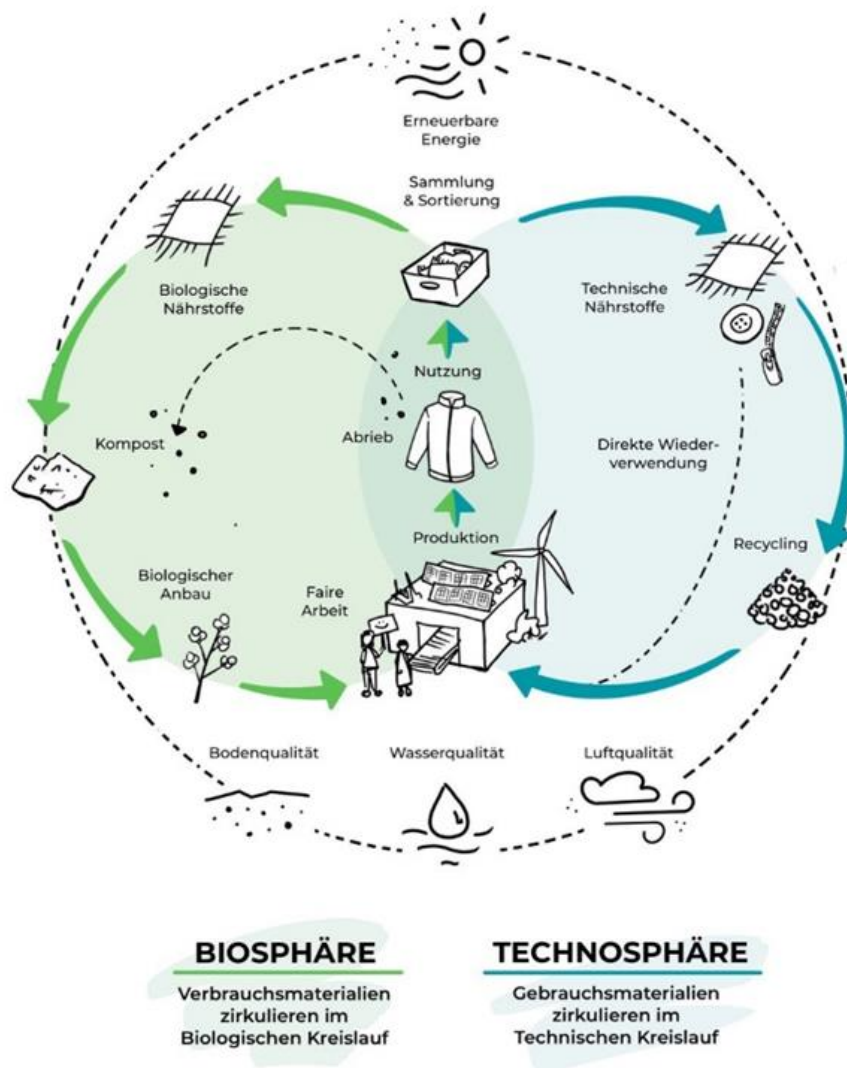 Erneuerbare
Energie
Sammlung
& Sortierung
Biologische
Nährstoffe
Technische
Nährstoffe
Nutzung
Kompost
Abrieb
Direkte Wieder-
verwendung
Produktion
Recycling
Biologischer
Anbau
Faire
Arbeit
Bodenqualität
Wasserqualität
Luftqualität
BIOSPHÄRE
Verbrauchsmaterialien
zirkulieren im
Biologischen Kreislauf
TECHNOSPHÄRE
Gebrauchsmaterialien
zirkulieren im
Technischen Kreislauf